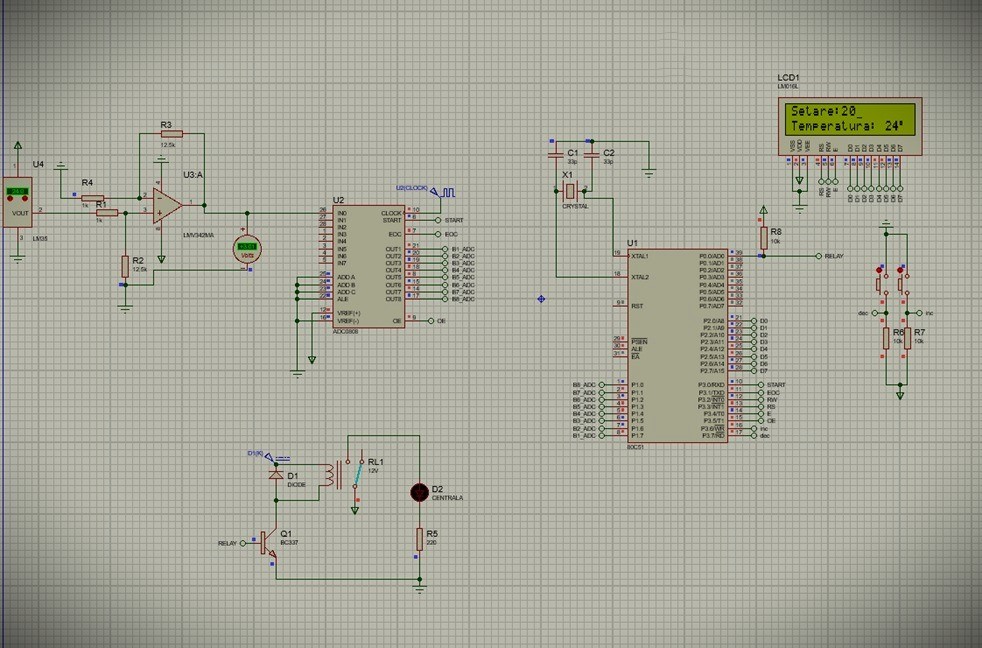 LCD1
LM016L
Setare:20_
Temperatura: 24°
VSS VDD VEE RS RW E D0 D1 D2 D3 D4 D5 D6 D7
RS RW E D0 D1 D2 D3 D4 D5 D6 D7
R3
12.5k
U4
R4
1k
R1
1k
U3:A
VOUT
LM35
LMV342MA
R2
12.5k
Volts
U2(CLOCK)
U2
IN0 CLOCK
IN1 START START
IN2
IN3 EOC EOC
IN4
IN5 OUT1 B1_ADC
IN6 OUT2 B2_ADC
IN7 OUT3 B3_ADC
OUT4 B4_ADC
ADD A OUT5 B5_ADC
ADD B OUT6 B6_ADC
ADD C OUT7 B7_ADC
ALE OUT8 B8_ADC
VREF(+)
VREF(-) OE OE
ADC0808
C1
33p
C2
33p
X1
CRYSTAL
R8
10k
U1
XTAL1 P0.0/AD0 RELAY
P0.1/AD1
P0.2/AD2
XTAL2 P0.3/AD3
P0.4/AD4
P0.5/AD5
P0.6/AD6
RST P0.7/AD7
P2.0/A8 D0
P2.1/A9 D1
P2.2/A10 D2
PSEN P2.3/A11 D3
ALE P2.4/A12 D4
EA P2.5/A13 D5
P2.6/A14 D6
P2.7/A15 D7
B8_ADC P1.0 P3.0/RXD START
B7_ADC P1.1 P3.1/TXD EOC
B6_ADC P1.2 P3.2/INT0 RW
B5_ADC P1.3 P3.3/INT1 RS
B4_ADC P1.4 P3.4/T0 E
B3_ADC P1.5 P3.5/T1 OE
B2_ADC P1.6 P3.6/WR inc
B1_ADC P1.7 P3.7/RD dec
80C51
dec inc
R6
10k
R7
10k
D1(K)
D1
DIODE
RL1
12V
D2
CENTRALA
RELAY
Q1
BC337
R5
220